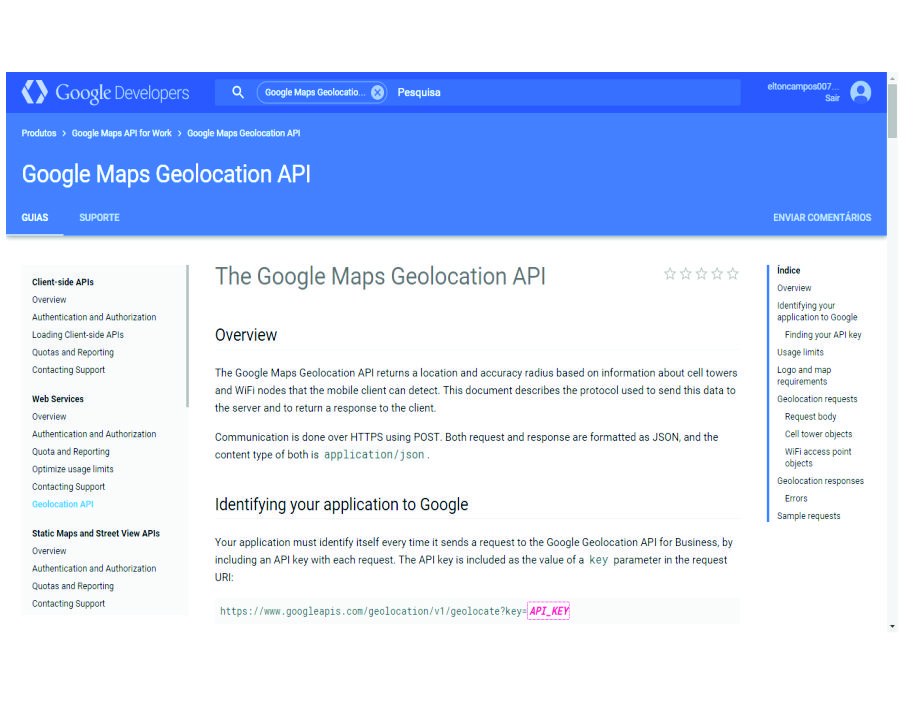 Google Developers
Google Maps Geolocatio...
Pesquisa
eltoncampos007...
Sair
Produtos > Google Maps API for Work > Google Maps Geolocation API
Google Maps Geolocation API
GUIAS
SUPORTE
ENVIAR COMENTÁRIOS
Client-side APIs
Overview
Authentication and Authorization
Loading Client-side APIs
Quotas and Reporting
Contacting Support
Web Services
Overview
Authentication and Authorization
Quota and Reporting
Optimize usage limits
Contacting Support
Geolocation API
Static Maps and Street View APIs
Overview
Authentication and Authorization
Quotas and Reporting
Contacting Support
The Google Maps Geolocation API
Overview
The Google Maps Geolocation API returns a location and accuracy radius based on information about cell towers
and WiFi nodes that the mobile client can detect. This document describes the protocol used to send this data to
the server and to return a response to the client.
Communication is done over HTTPS using POST. Both request and response are formatted as JSON, and the
content type of both is application/json.
Identifying your application to Google
Your application must identify itself every time it sends a request to the Google Geolocation API for Business, by
including an API key with each request. The API key is included as the value of a key parameter in the request
URI:
https://www.googleapis.com/geolocation/v1/geolocate?key=API_KEY
Índice
Overview
Identifying your
application to Google
Finding your API key
Usage limits
Logo and map
requirements
Geolocation requests
Request body
Cell tower objects
WiFi access point
objects
Geolocation responses
Errors
Sample requests